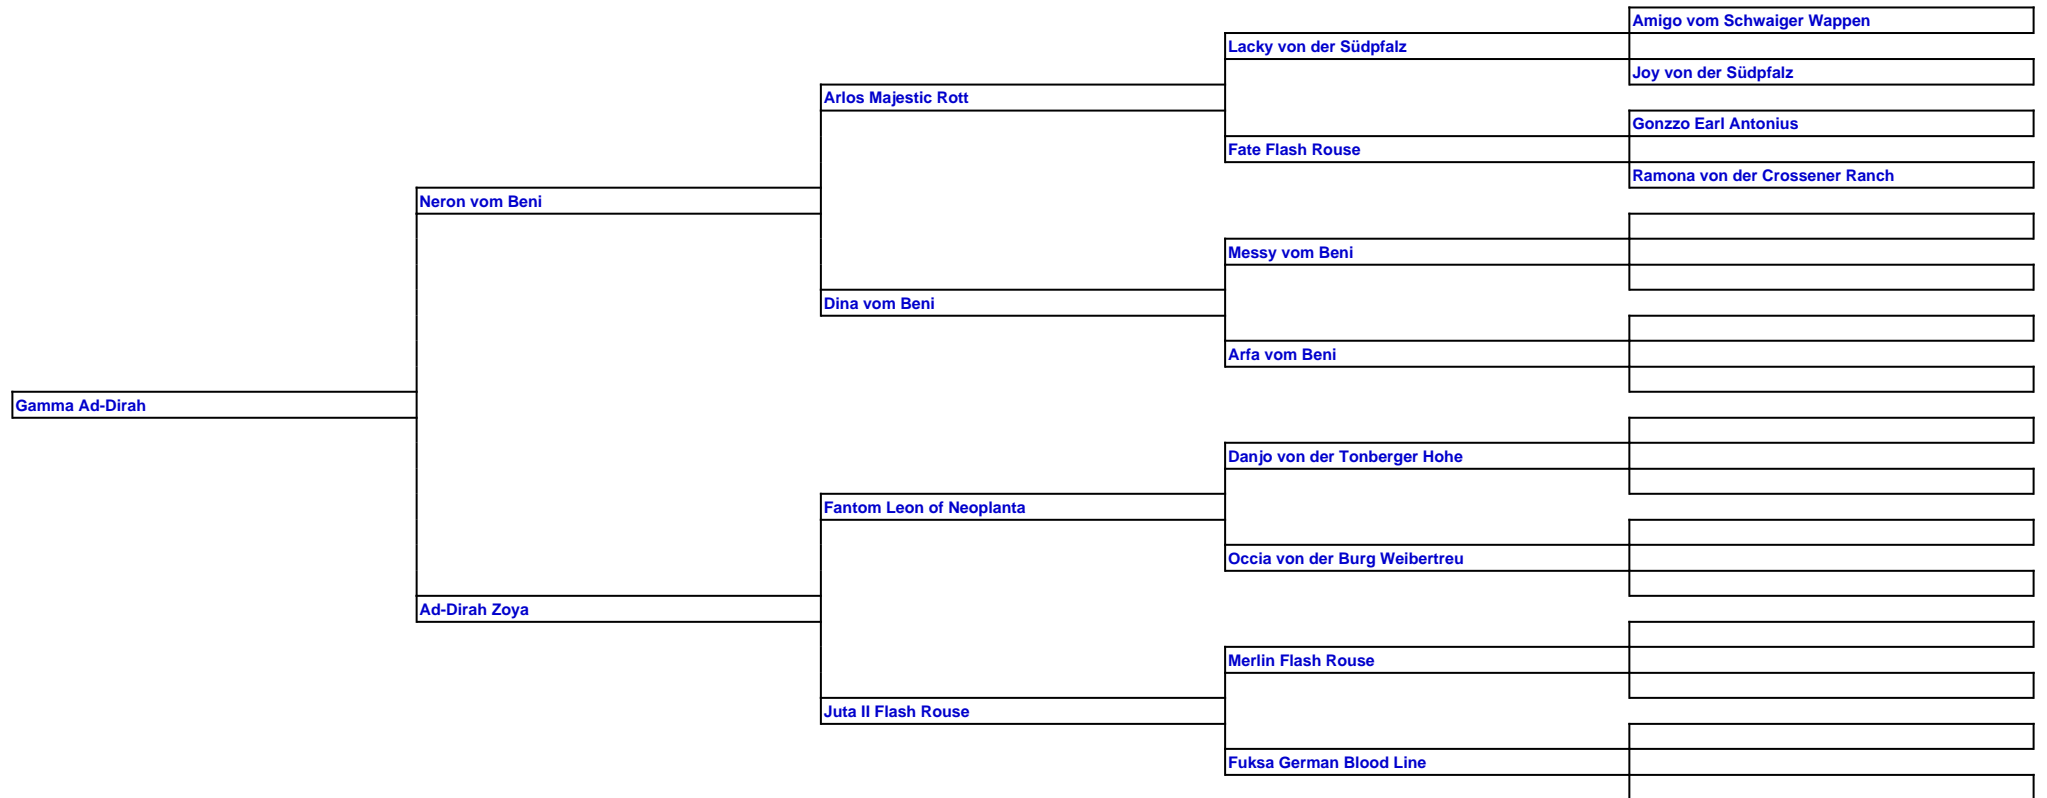 Amigo vom Schwaiger Wappen
Lacky von der Südpfalz
Joy von der Südpfalz
Arlos Majestic Rott
Gonzzo Earl Antonius
Fate Flash Rouse
Ramona von der Crossener Ranch
Neron vom Beni
Messy vom Beni
Dina vom Beni
Arfa vom Beni
Gamma Ad-Dirah
Danjo von der Tonberger Hohe
Fantom Leon of Neoplanta
Occia von der Burg Weibertreu
Ad-Dirah Zoya
Merlin Flash Rouse
Juta II Flash Rouse
Fuksa German Blood Line